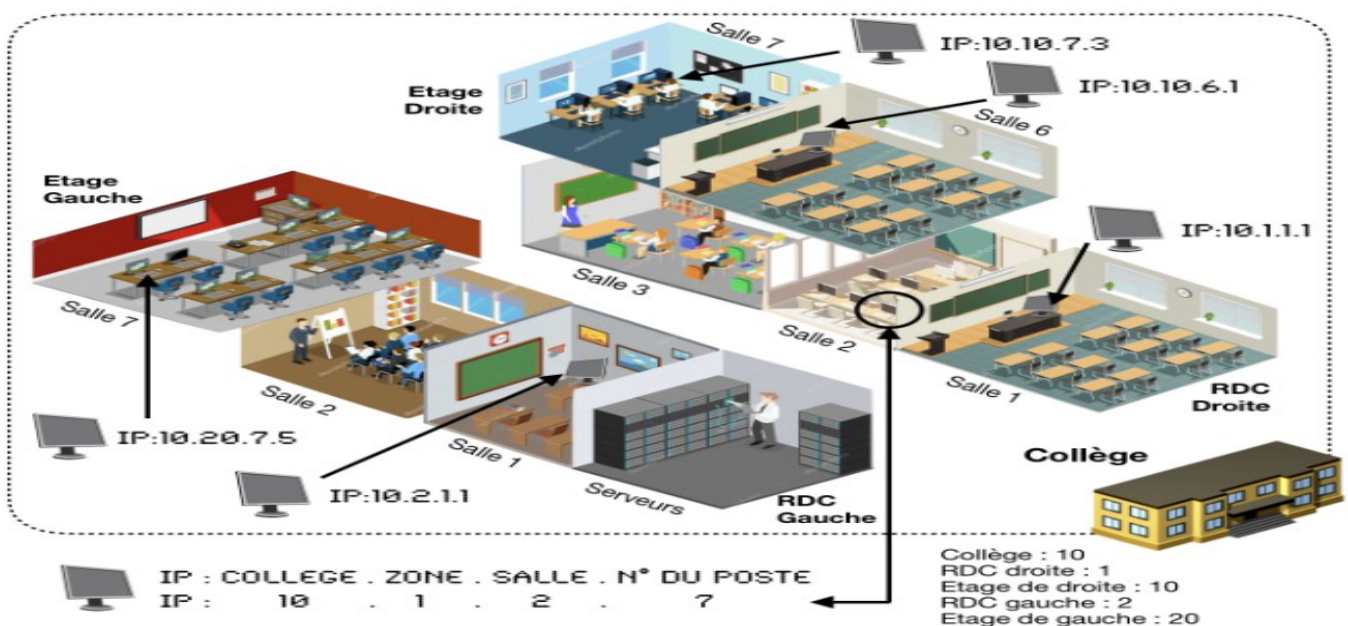 Salle 7
IP:10.10.7.3
Etage
Droite
IP:10.10.6.1
Salle 6
Etage
Gauche
IP:10.1.1.1
Salle 3
Salle 7
Salle 2
Salle 2
Salle 1
RDC
Droite
IP:10.20.7.5
Salle 1
IP:10.2.1.1
Serveurs
RDC
Gauche
Collège
IP : COLLEGE . ZONE . SALLE . N° DU POSTE
IP : 10 . 1 . 2 . 7
Collège : 10
RDC droite : 1
Etage de droite : 10
RDC gauche : 2
Etage de gauche : 20